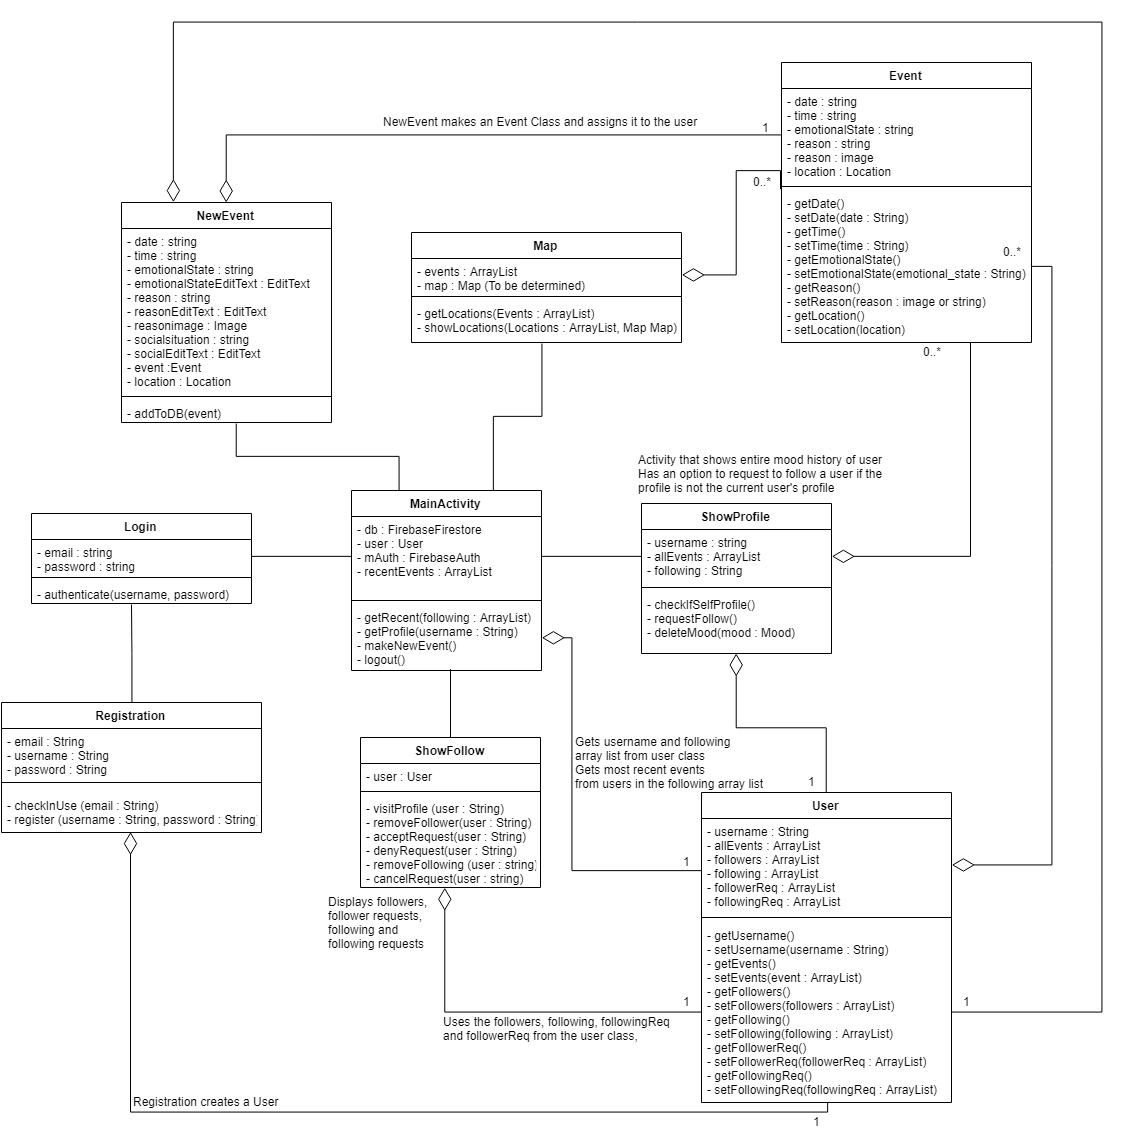 Event
- date : string
- time : string
- emotionalState : string
- reason : string
- reason : image
- location : Location
- getDate()
- setDate(date : String)
- getTime()
- setTime(time : String)
- getEmotionalState()
- setEmotionalState(emotional_state : String)
- getReason()
- setReason(reason : image or string)
- getLocation()
- setLocation(location)
NewEvent makes an Event Class and assigns it to the user
1
0..*
0..*
0..*
NewEvent
- date : string
- time : string
- emotionalState : string
- emotionalStateEditText : EditText
- reason : string
- reasonEditText : EditText
- reasonimage : Image
- socialsituation : string
- socialEditText : EditText
- event :Event
- location : Location
- addToDB(event)
Map
- events : ArrayList
- map : Map (To be determined)
- getLocations(Events : ArrayList)
- showLocations(Locations : ArrayList, Map Map)
Activity that shows entire mood history of user
Has an option to request to follow a user if the
profile is not the current user's profile
Login
- email : string
- password : string
- authenticate(username, password)
MainActivity
- db : FirebaseFirestore
- user : User
- mAuth : FirebaseAuth
- recentEvents : ArrayList
- getRecent(following : ArrayList)
- getProfile(username : String)
- makeNewEvent()
- logout()
ShowProfile
- username : string
- allEvents : ArrayList
- following : String
- checkIfSelfProfile()
- requestFollow()
- deleteMood(mood : Mood)
Registration
- email : String
- username : String
- password : String
- checkInUse (email : String)
- register (username : String, password : String
ShowFollow
- user : User
- visitProfile (user : String)
- removeFollower(user : String)
- acceptRequest(user : String)
- denyRequest(user : String)
- removeFollowing (user : string)
- cancelRequest(user : string)
Gets username and following
array list from user class
Gets most recent events
from users in the following array list
1
1
Displays followers,
follower requests,
following and
following requests
User
- username : String
- allEvents : ArrayList
- followers : ArrayList
- following : ArrayList
- followerReq : ArrayList
- followingReq : ArrayList
- getUsername()
- setUsername(username : String)
- getEvents()
- setEvents(event : ArrayList)
- getFollowers()
- setFollowers(followers : ArrayList)
- getFollowing()
- setFollowing(following : ArrayList)
- getFollowerReq()
- setFollowerReq(followerReq : ArrayList)
- getFollowingReq()
- setFollowingReq(followingReq : ArrayList)
1
1
Uses the followers, following, followingReq
and followerReq from the user class,
Registration creates a User
1